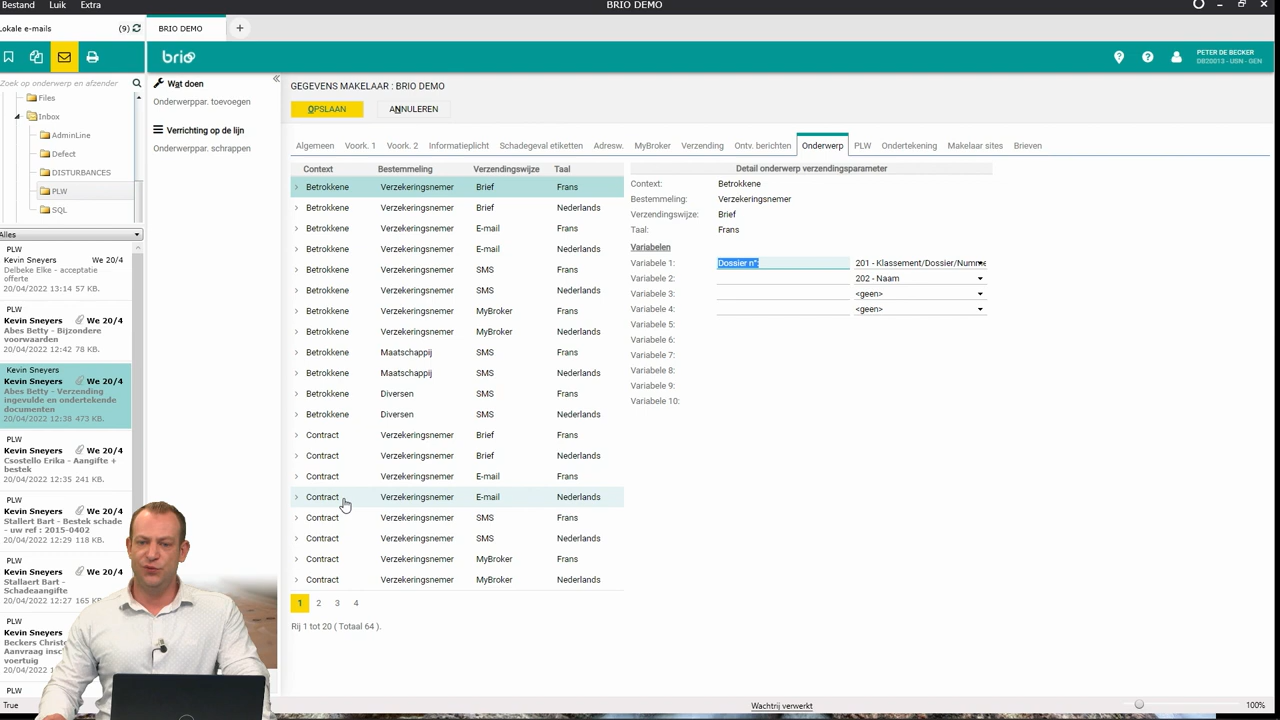 Bestand Luik Extra BRIO DEMO
Lokale e-mails (9) BRIO DEMO +
brio PETER DE BECKER
DB20013 - USN - GEN
Zoek op onderwerp en afzender
Files
Inbox
AdminLine
Defect
DISTURBANCES
PLW
SQL
Alles
PLW
Kevin Sneyers We 20/4
Delbeke Elke - acceptatie
offerte
20/04/2022 13:14 57 KB.
PLW
Kevin Sneyers We 20/4
Abes Betty - Bijzondere
voorwaarden
20/04/2022 12:42 78 KB.
Kevin Sneyers
Kevin Sneyers We 20/4
Abes Betty - Verzending
ingevulde en ondertekende
documenten
20/04/2022 12:38 473 KB.
PLW
Kevin Sneyers We 20/4
Csostello Erika - Aangifte +
bestek
20/04/2022 12:35 241 KB.
PLW
Kevin Sneyers We 20/4
Stallert Bart - Bestek schade
- uw ref : 2015-0402
20/04/2022 12:29 118 KB.
PLW
Kevin Sneyers We 20/4
Stallaert Bart -
Schadeaangifte
20/04/2022 12:27 165 KB.
PLW
Kevin Sneyers
Beckers Christ
Aanvraag insc
voertuig
20/04/2022
PLW
True
Wat doen
Onderwerppar. toevoegen
Verrichting op de lijn
Onderwerppar. schrappen
GEGEVENS MAKELAAR : BRIO DEMO
OPSLAAN ANNULEREN
Algemeen Voork. 1 Voork. 2 Informatieplicht Schadegeval etiketten Adresw. MyBroker Verzending Ontv. berichten Onderwerp PLW Ondertekening Makelaar sites Brieven
Context Bestemmeling Verzendingswijze Taal
Betrokkene Verzekeringsnemer Brief Frans
Betrokkene Verzekeringsnemer Brief Nederlands
Betrokkene Verzekeringsnemer E-mail Frans
Betrokkene Verzekeringsnemer E-mail Nederlands
Betrokkene Verzekeringsnemer SMS Frans
Betrokkene Verzekeringsnemer SMS Nederlands
Betrokkene Verzekeringsnemer MyBroker Frans
Betrokkene Verzekeringsnemer MyBroker Nederlands
Betrokkene Maatschappij SMS Frans
Betrokkene Maatschappij SMS Nederlands
Betrokkene Diversen SMS Frans
Betrokkene Diversen SMS Nederlands
Contract Verzekeringsnemer Brief Frans
Contract Verzekeringsnemer Brief Nederlands
Contract Verzekeringsnemer E-mail Frans
Contract Verzekeringsnemer E-mail Nederlands
Contract Verzekeringsnemer SMS Frans
Contract Verzekeringsnemer SMS Nederlands
Contract Verzekeringsnemer MyBroker Frans
Contract Verzekeringsnemer MyBroker Nederlands
1 2 3 4
Rij 1 tot 20 ( Totaal 64 ).
Detail onderwerp verzendingsparameter
Context: Betrokkene
Bestemmeling: Verzekeringsnemer
Verzendingswijze: Brief
Taal: Frans
Variabelen
Variabele 1: Dossier n° 201 - Klassement/Dossier/Numme
Variabele 2: 202 - Naam
Variabele 3: <geen>
Variabele 4: <geen>
Variabele 5:
Variabele 6:
Variabele 7:
Variabele 8:
Variabele 9:
Variabele 10:
Wachtrij verwerkt 100%